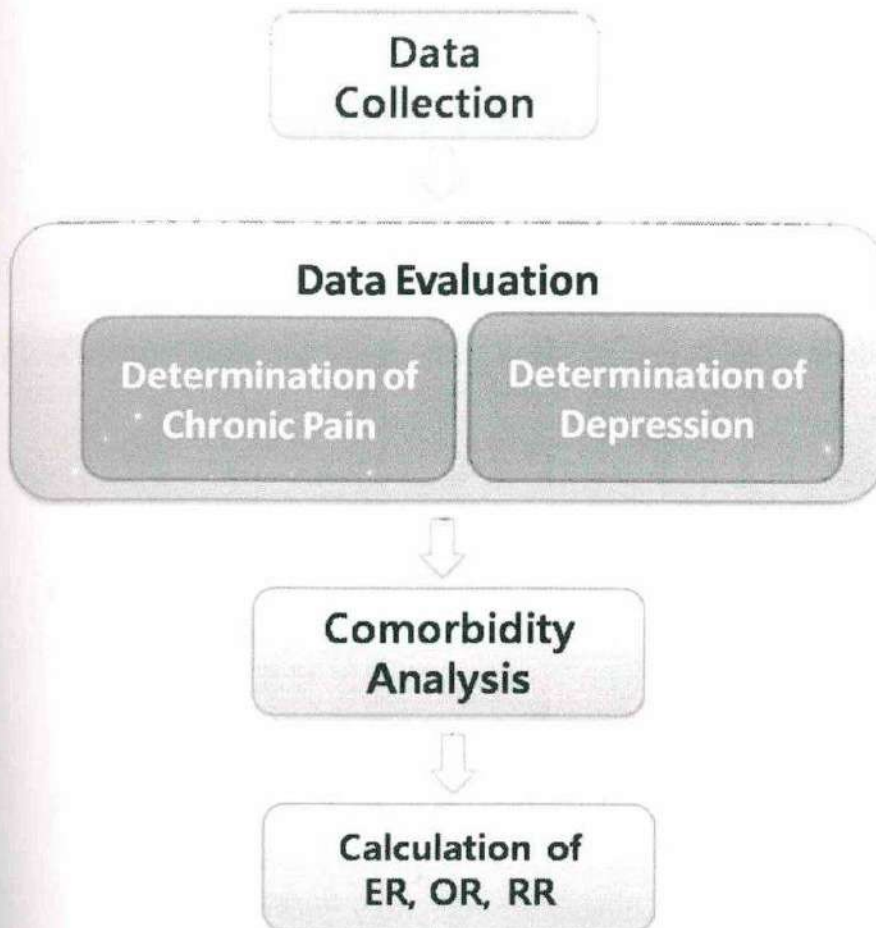 Data
Collection
Data Evaluation
Determination of
Chronic Pain
Determination of
Depression
Comorbidity
Analysis
Calculation of
ER, OR, RR